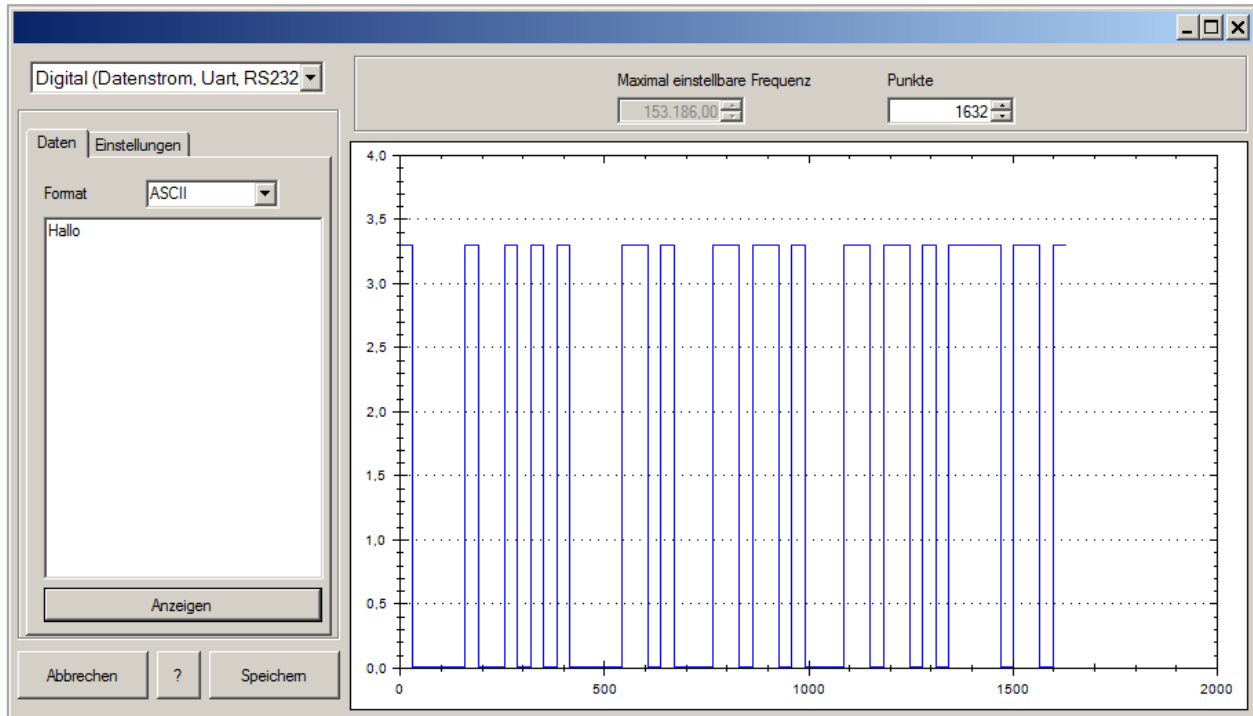 Digital (Datenstrom, Uart, RS232
Daten
Einstellungen
Format
ASCII
Hallo
Anzeigen
Abbrechen
?
Speichern
Maximal einstellbare Frequenz
153.186,00
Punkte
1632
4,0
3,5
3,0
2,5
2,0
1,5
1,0
0,5
0,0
0
500
1000
1500
2000